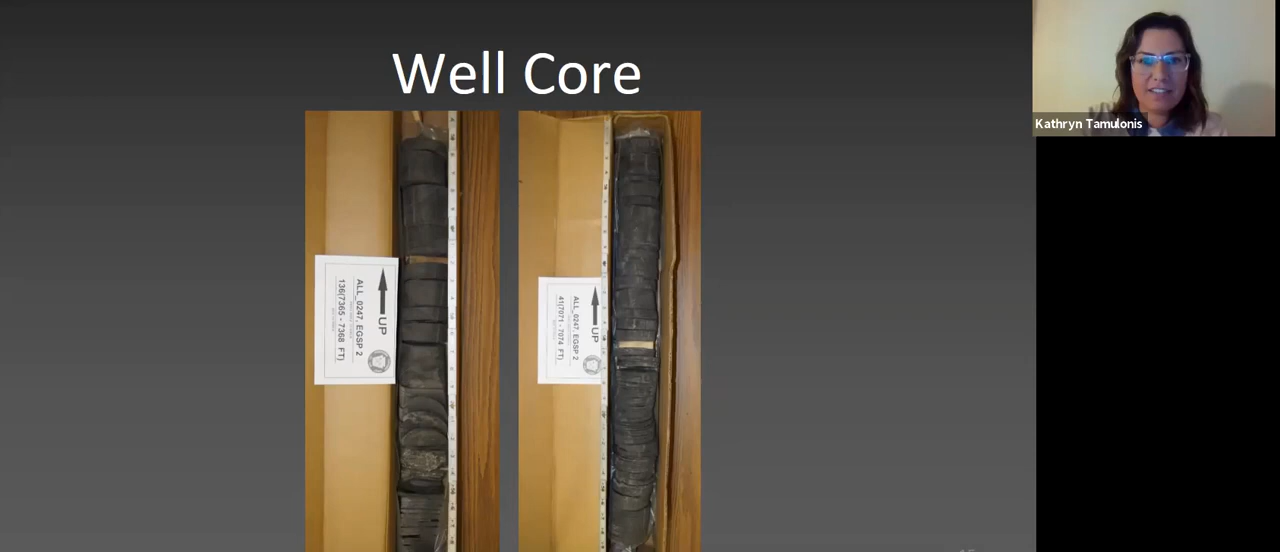 Well Core
Kathryn Tamulonis
UP
ALL_0247, EGSP 2
136(7365 - 7368 FT)
UP
ALL_0247, EGSP 2
41(7071 - 7074 FT)